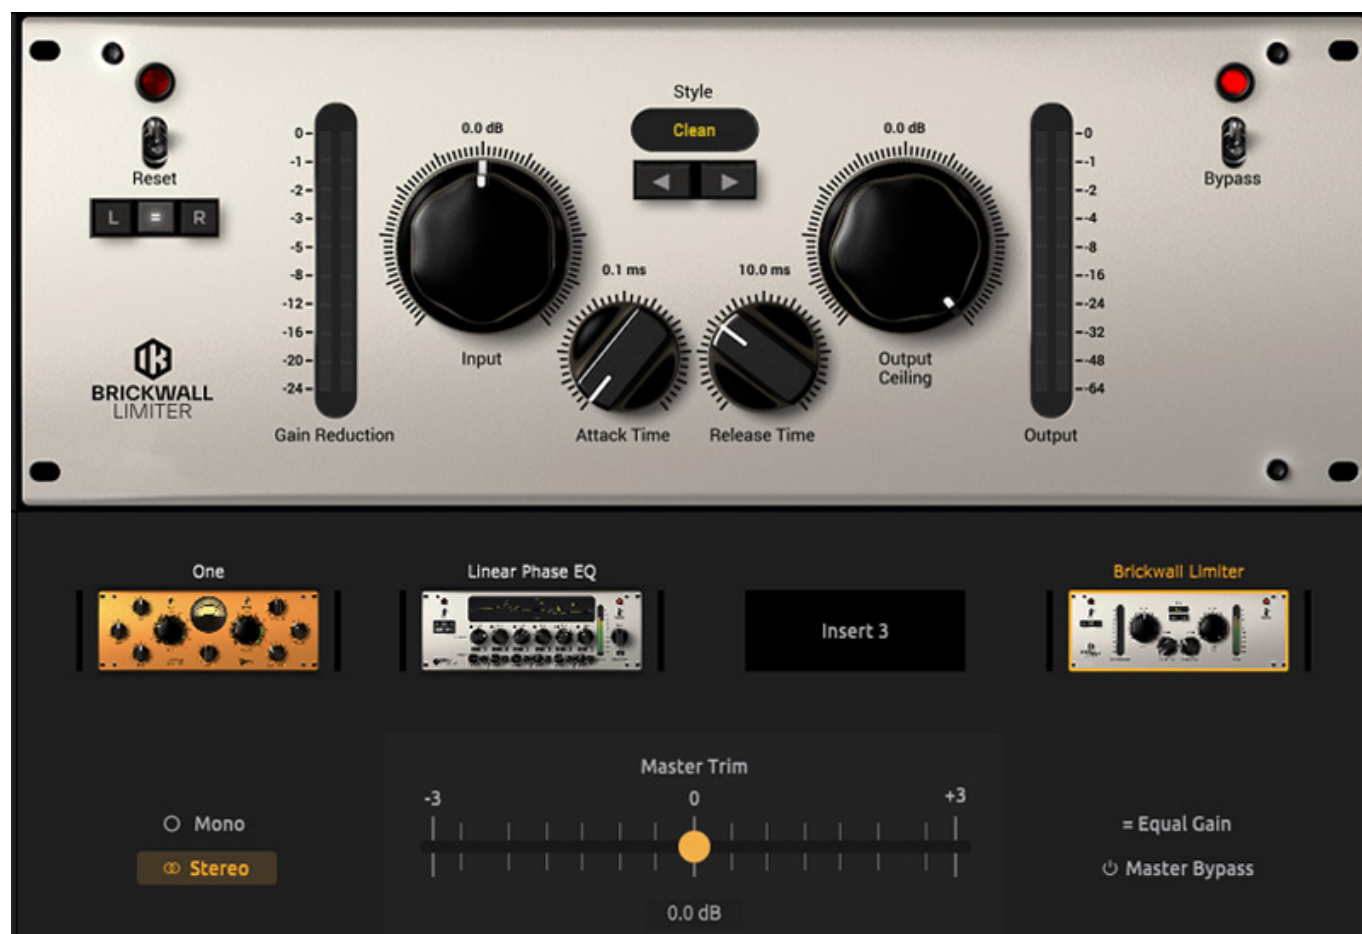 Style
Clean
Reset
L = R
Bypass
0.0 dB
0.0 dB
0.1 ms
10.0 ms
0
-1
-2
-3
-5
-8
-12
-16
-20
-24
0
-1
-2
-4
-8
-16
-24
-32
-48
-64
Input
Output
Ceiling
BRICKWALL
LIMITER
Gain Reduction
Attack Time
Release Time
Output
One
Linear Phase EQ
Insert 3
Brickwall Limiter
Master Trim
-3
0
+3
Mono
Stereo
= Equal Gain
Master Bypass
0.0 dB